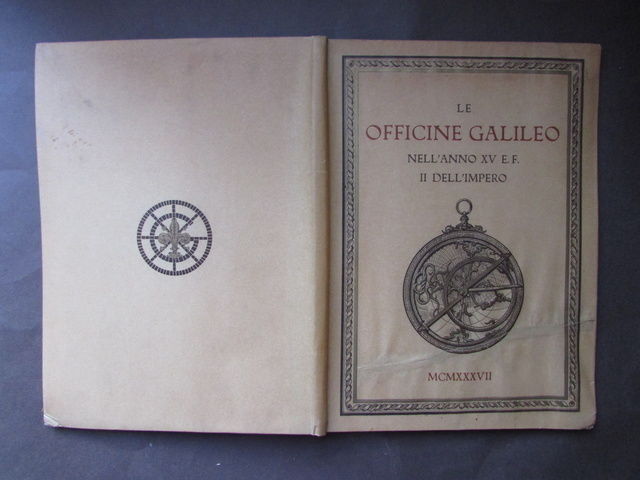 LE
OFFICINE GALILEO
NELL'ANNO XV E.F.
II DELL'IMPERO
MCMXXXVII